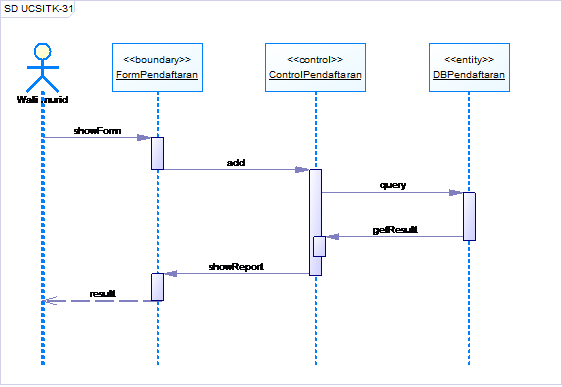 SD UCSITK-31
<<boundary>>
FormPendaftaran
<<control>>
ControlPendaftaran
<<entity>>
DBPendaftaran
Wali murid
showForm
add
query
getResult
showReport
result